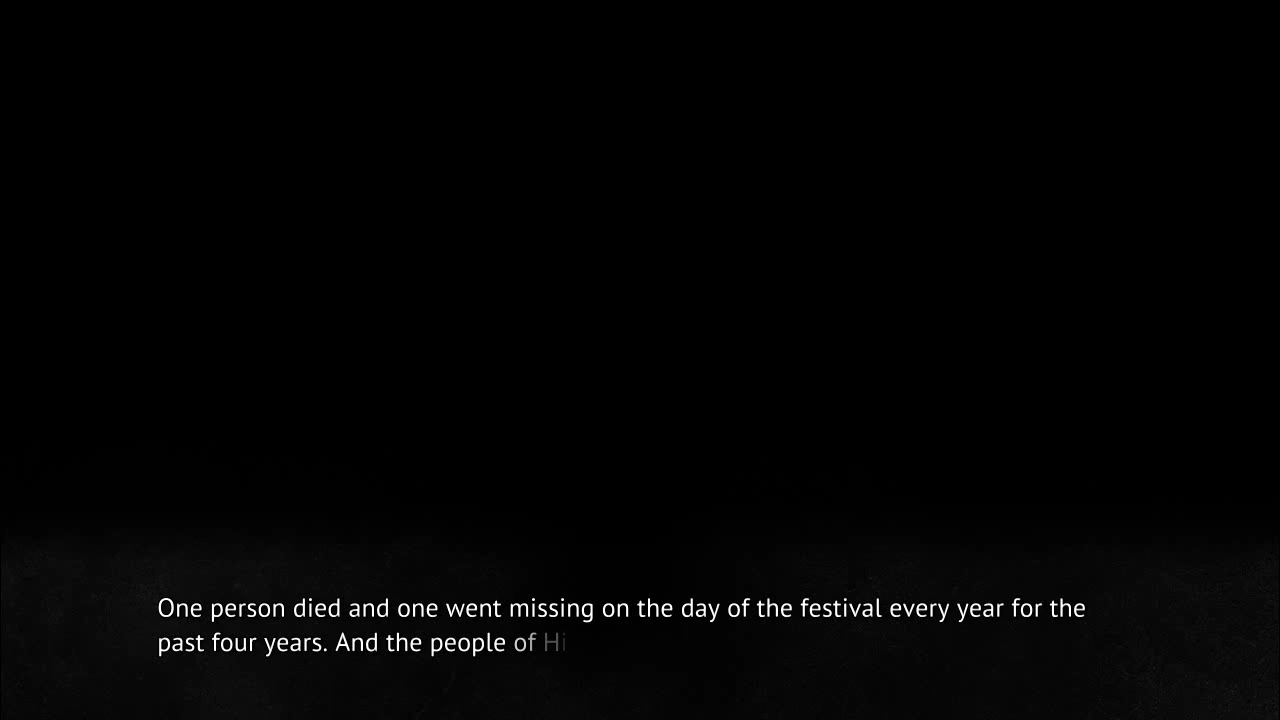 One person died and one went missing on the day of the festival every year for the
past four years. And the people of Hi